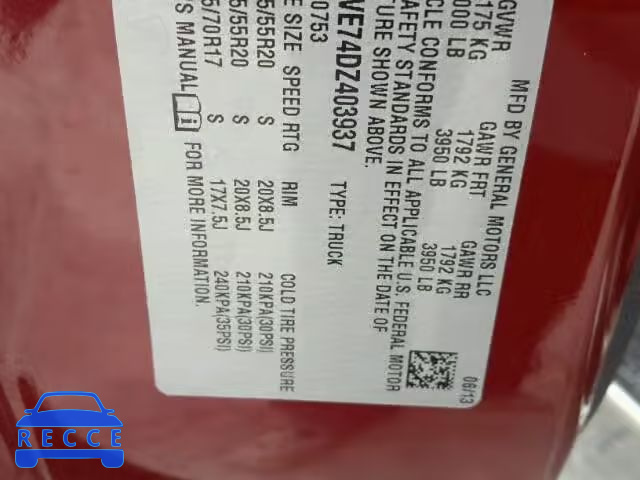 MFD BY GENERAL MOTORS LLC
06/13
GVWR GAWR FRT GAWR RR
175 KG 1792 KG 1792 KG
000 LB 3950 LB 3950 LB
CLE CONFORMS TO ALL APPLICABLE U.S. FEDERAL MOTOR
AFETY STANDARDS IN EFFECT ON THE DATE OF
TURE SHOWN ABOVE.
VE74DZ403937 TYPE: TRUCK
0753
E SIZE SPEED RTG RIM COLD TIRE PRESSURE
5/55R20 S 20X8.5J 210KPA(30PSI)
5/55R20 S 20X8.5J 210KPA(30PSI)
5/70R17 S 17X7.5J 240KPA(35PSI)
'S MANUAL i FOR MORE INFORMATION.
RECCE